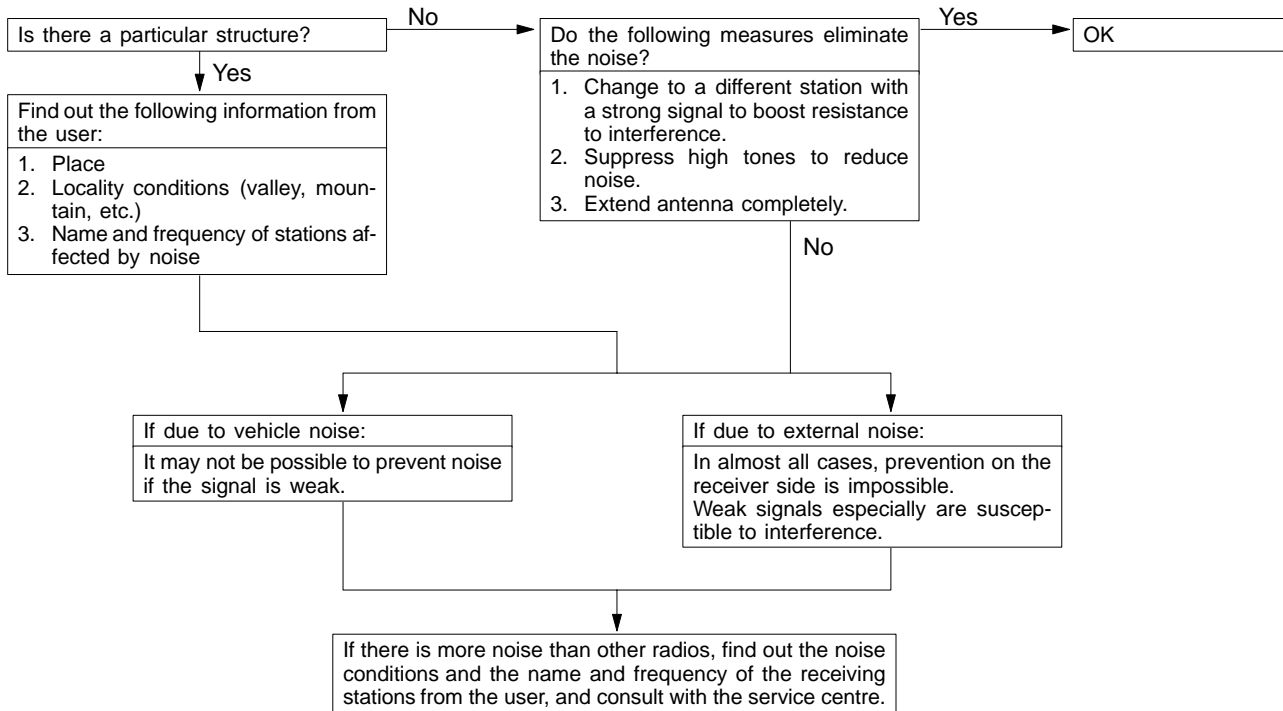 Is there a particular structure?
No
Do the following measures eliminate
the noise?
Yes
OK
Yes
1. Change to a different station with
a strong signal to boost resistance
to interference.
2. Suppress high tones to reduce
noise.
3. Extend antenna completely.
Find out the following information from
the user:
1. Place
2. Locality conditions (valley, moun-
tain, etc.)
3. Name and frequency of stations af-
fected by noise
No
If due to vehicle noise:
It may not be possible to prevent noise
if the signal is weak.
If due to external noise:
In almost all cases, prevention on the
receiver side is impossible.
Weak signals especially are suscep-
tible to interference.
If there is more noise than other radios, find out the noise
conditions and the name and frequency of the receiving
stations from the user, and consult with the service centre.